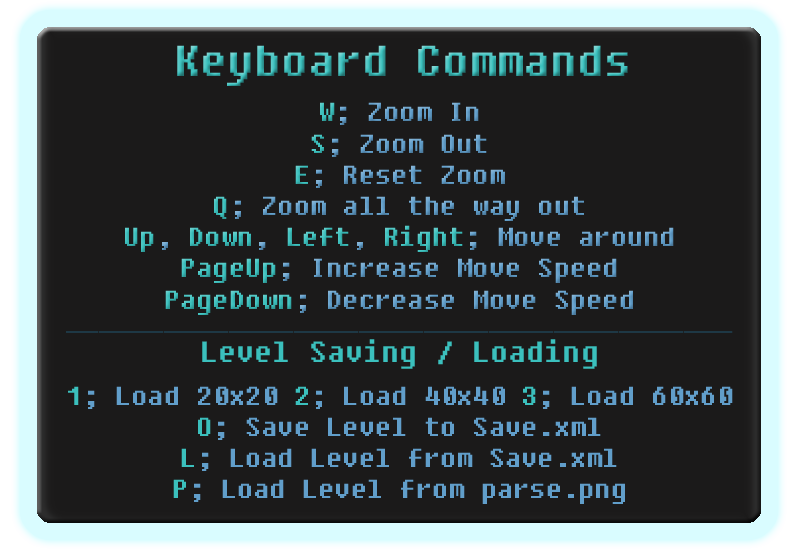 Keyboard Commands
W; Zoom In
S; Zoom Out
E; Reset Zoom
Q; Zoom all the way out
Up, Down, Left, Right; Move around
PageUp; Increase Move Speed
PageDown; Decrease Move Speed
Level Saving / Loading
1; Load 20x20 2; Load 40x40 3; Load 60x60
O; Save Level to Save.xml
L; Load Level from Save.xml
P; Load Level from parse.png